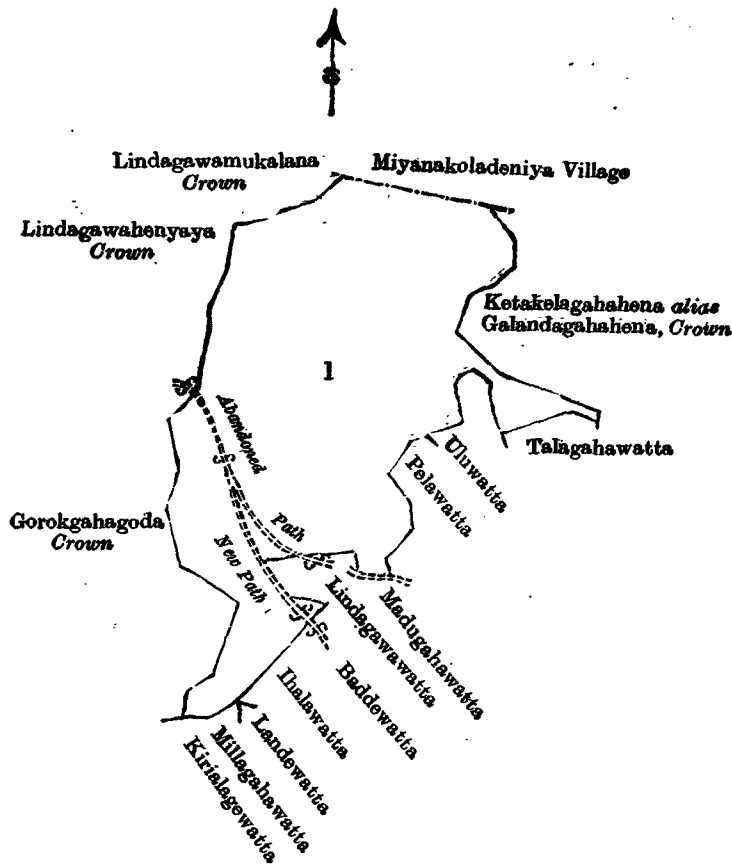 Lindagawamukalana
Crown
Miyanakoladeniya Village
Lindagawahenyaya
Crown
Ketakelagahahena alias
Galandagahahena, Crown
1
Abandoned
Path
Uluwatta
Pelawatta
Talagahawatta
Gorokgahagoda
Crown
New Path
Madugahawatta
Lindagawawatta
Baddewatta
Ihalawatta
Landewatta
Millagahawatta
Kirialagewatta